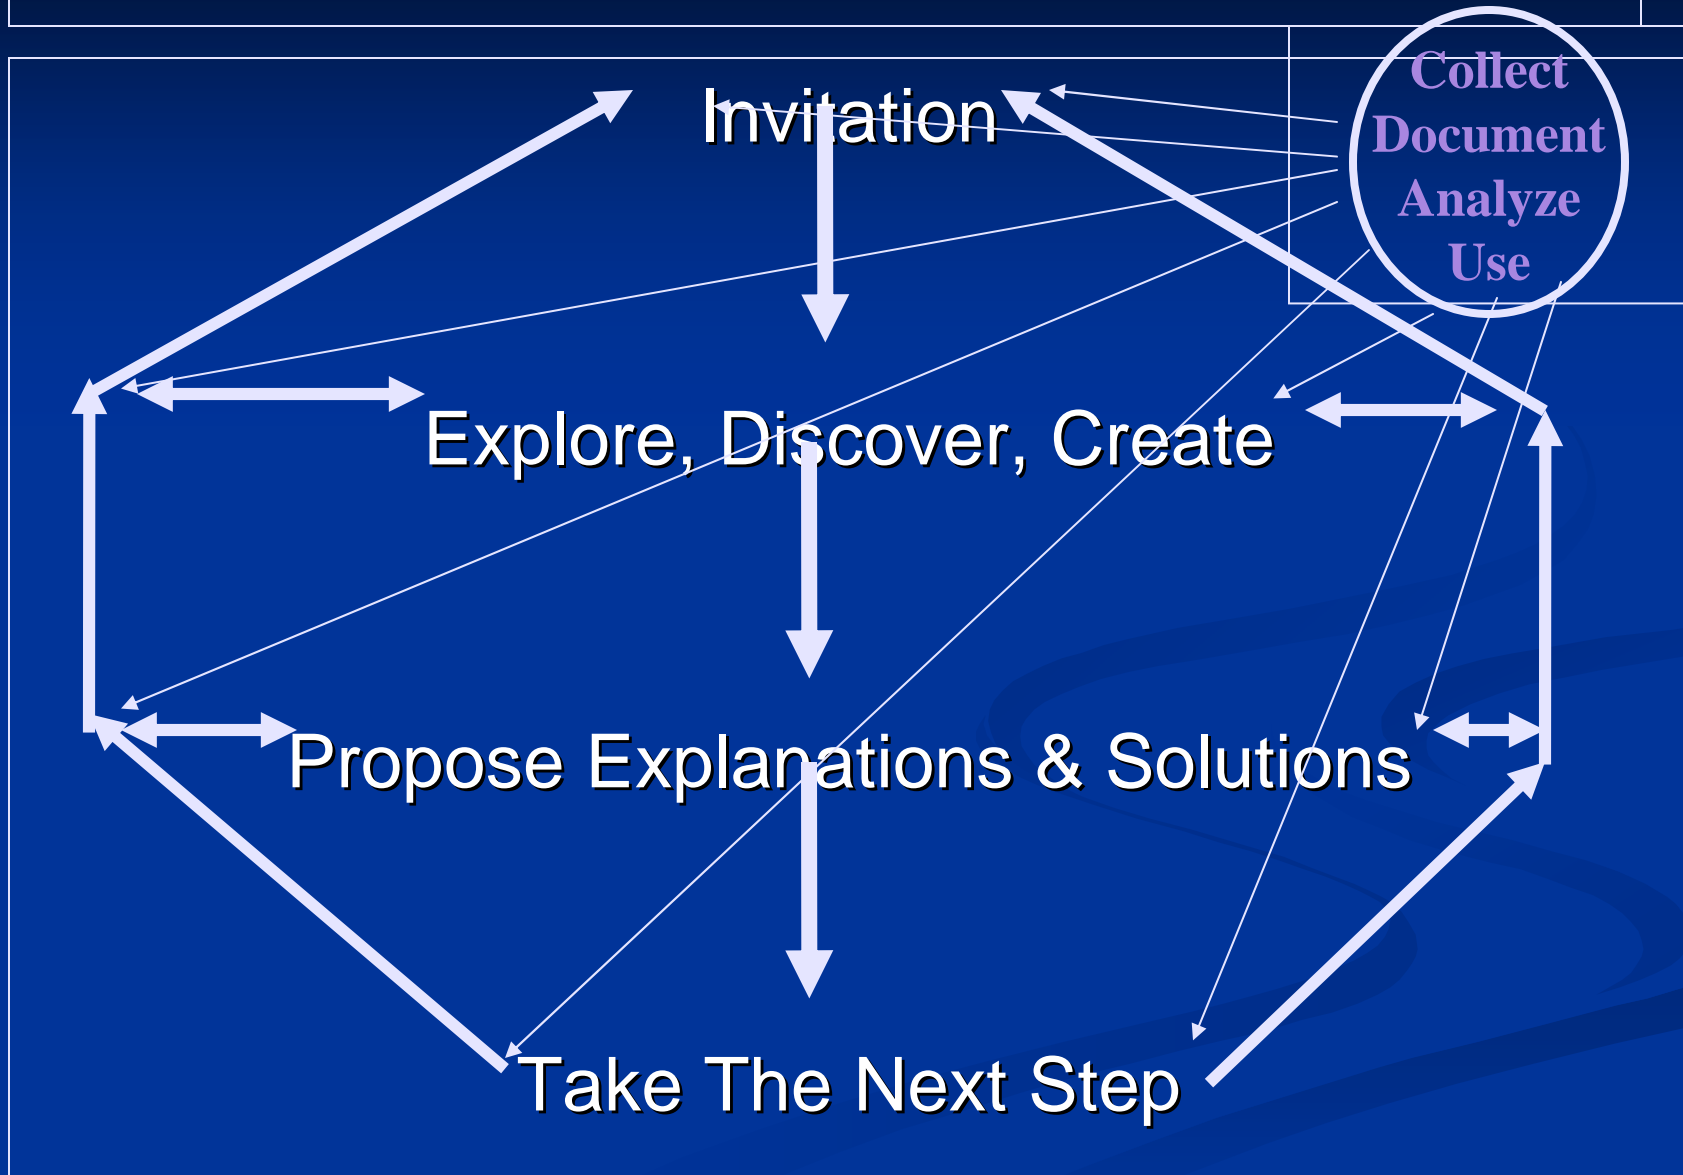 Collect
Document
Analyze
Use
Invitation
Explore, Discover, Create
Propose Explanations & Solutions
Take The Next Step